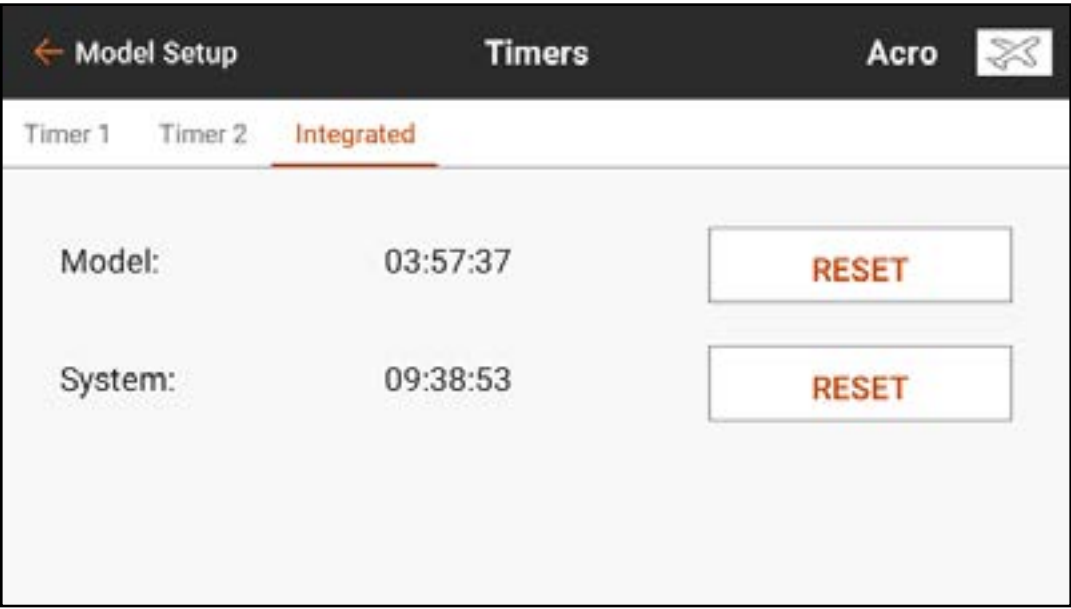 Model Setup Timers Acro
Timer 1 Timer 2 Integrated
Model: 03:57:37 RESET
System: 09:38:53 RESET